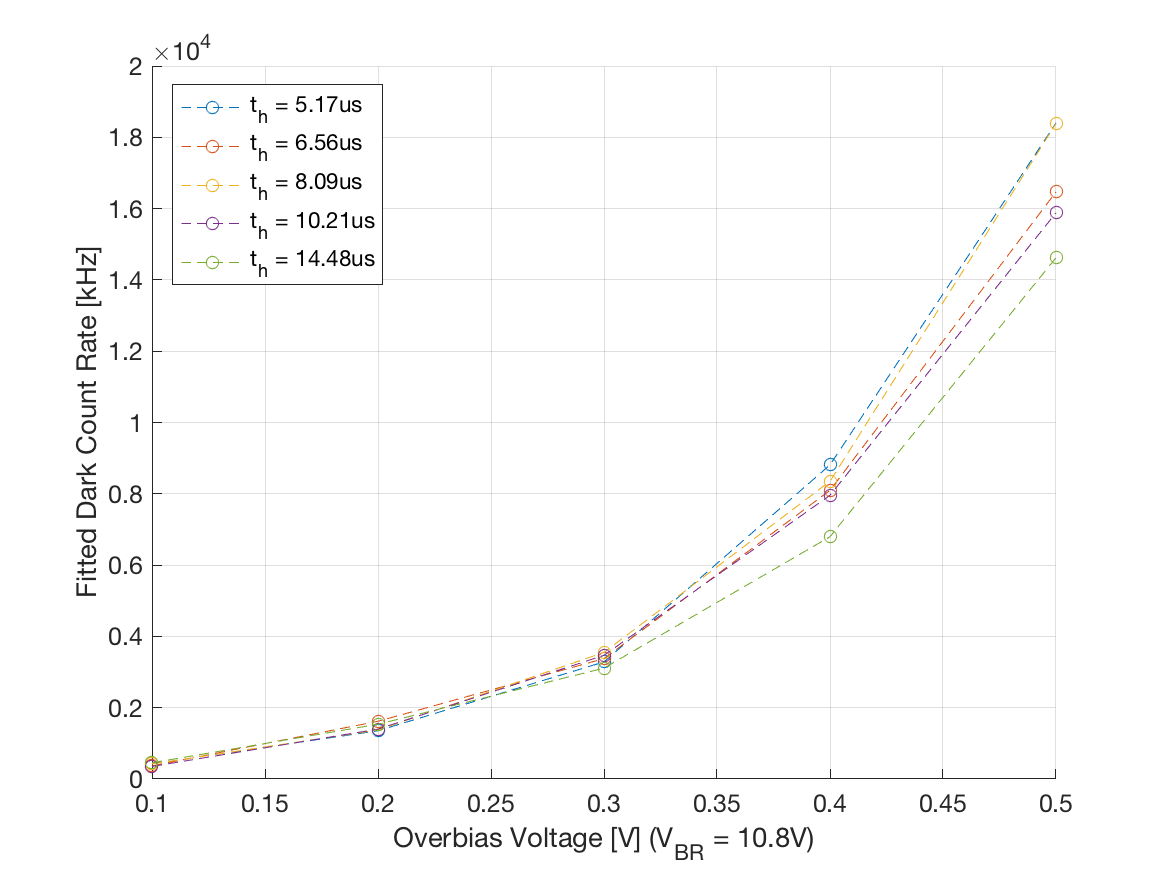 ×10⁴
2
1.8
1.6
1.4
1.2
1
0.8
0.6
0.4
0.2
0
Fitted Dark Count Rate [kHz]
t_h = 5.17us
t_h = 6.56us
t_h = 8.09us
t_h = 10.21us
t_h = 14.48us
0.1 0.15 0.2 0.25 0.3 0.35 0.4 0.45 0.5
Overbias Voltage [V] (V_BR = 10.8V)